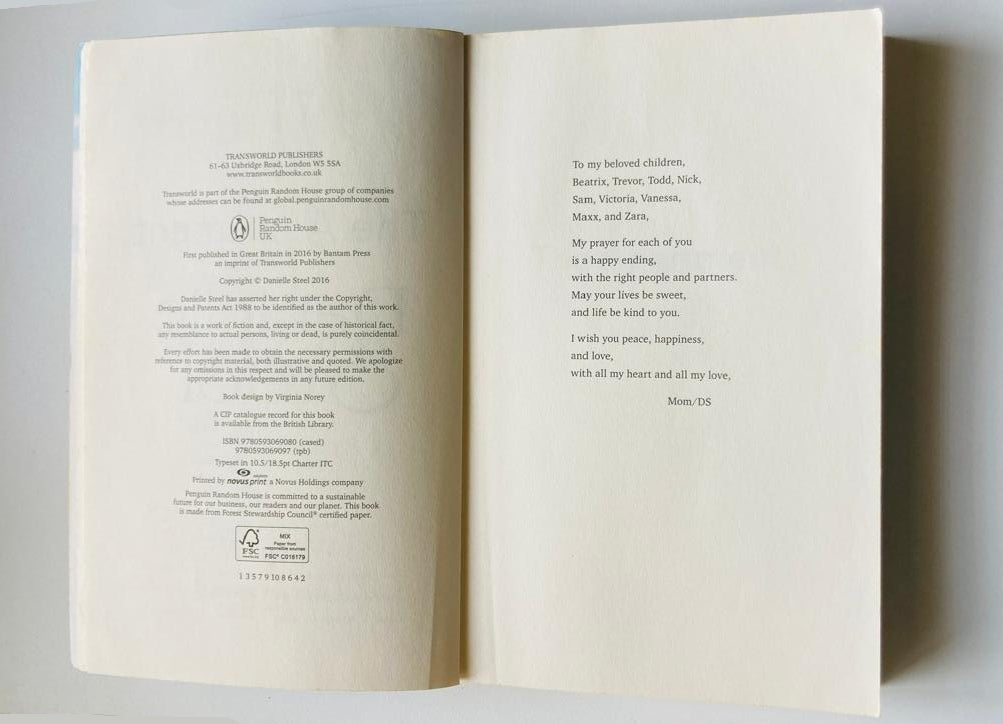 TRANSWORLD PUBLISHERS
61-63 Uxbridge Road, London W5 5SA
www.transworldbooks.co.uk
Transworld is part of the Penguin Random House group of companies
whose addresses can be found at global.penguinrandomhouse.com
Penguin
Random House
UK
First published in Great Britain in 2016 by Bantam Press
an imprint of Transworld Publishers
Copyright © Danielle Steel 2016
Danielle Steel has asserted her right under the Copyright,
Designs and Patents Act 1988 to be identified as the author of this work.
This book is a work of fiction and, except in the case of historical fact,
any resemblance to actual persons, living or dead, is purely coincidental.
Every effort has been made to obtain the necessary permissions with
reference to copyright material, both illustrative and quoted. We apologize
for any omissions in this respect and will be pleased to make the
appropriate acknowledgements in any future edition.
Book design by Virginia Norey
A CIP catalogue record for this book
is available from the British Library.
ISBN 9780593069080 (cased)
9780593069097 (tpb)
Typeset in 10.5/18.5pt Charter ITC
Printed by novus print a Novus Holdings company
Penguin Random House is committed to a sustainable
future for our business, our readers and our planet. This book
is made from Forest Stewardship Council® certified paper.
MIX
Paper from
responsible sources
FSC
FSC® C018179
1 3 5 7 9 10 8 6 4 2
To my beloved children,
Beatrix, Trevor, Todd, Nick,
Sam, Victoria, Vanessa,
Maxx, and Zara,
My prayer for each of you
is a happy ending,
with the right people and partners.
May your lives be sweet,
and life be kind to you.
I wish you peace, happiness,
and love,
with all my heart and all my love,
Mom/DS